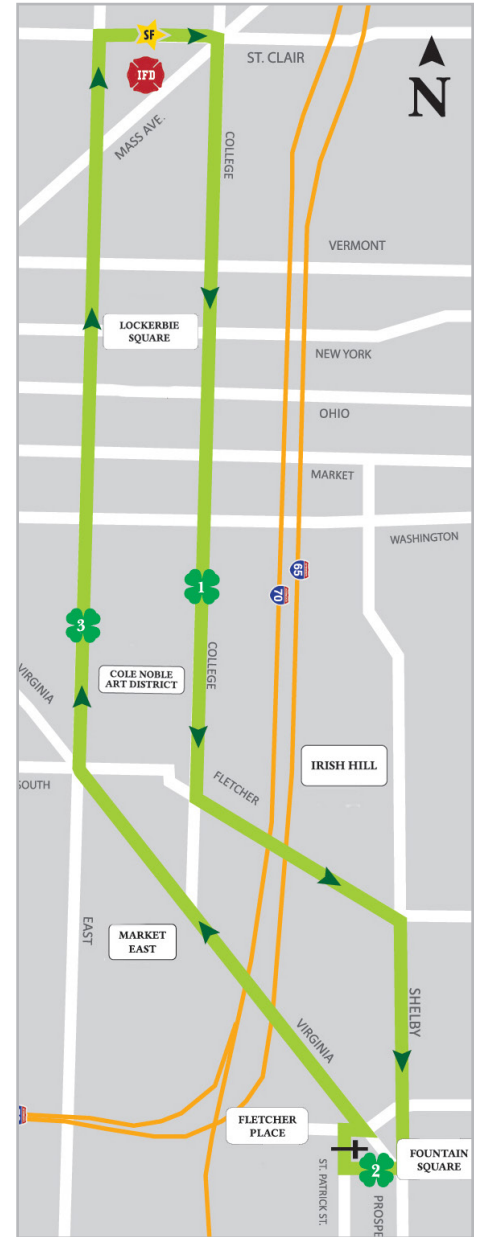 SF
IFD
ST. CLAIR
N
MASS AVE.
COLLEGE
VERMONT
LOCKERBIE
SQUARE
NEW YORK
OHIO
MARKET
WASHINGTON
65
70
1
3
COLLEGE
VIRGINIA
COLE NOBLE
ART DISTRICT
SOUTH
FLETCHER
IRISH HILL
EAST
MARKET
EAST
VIRGINIA
SHELBY
FLETCHER
PLACE
FOUNTAIN
SQUARE
2
ST. PATRICK ST.
PROSPE